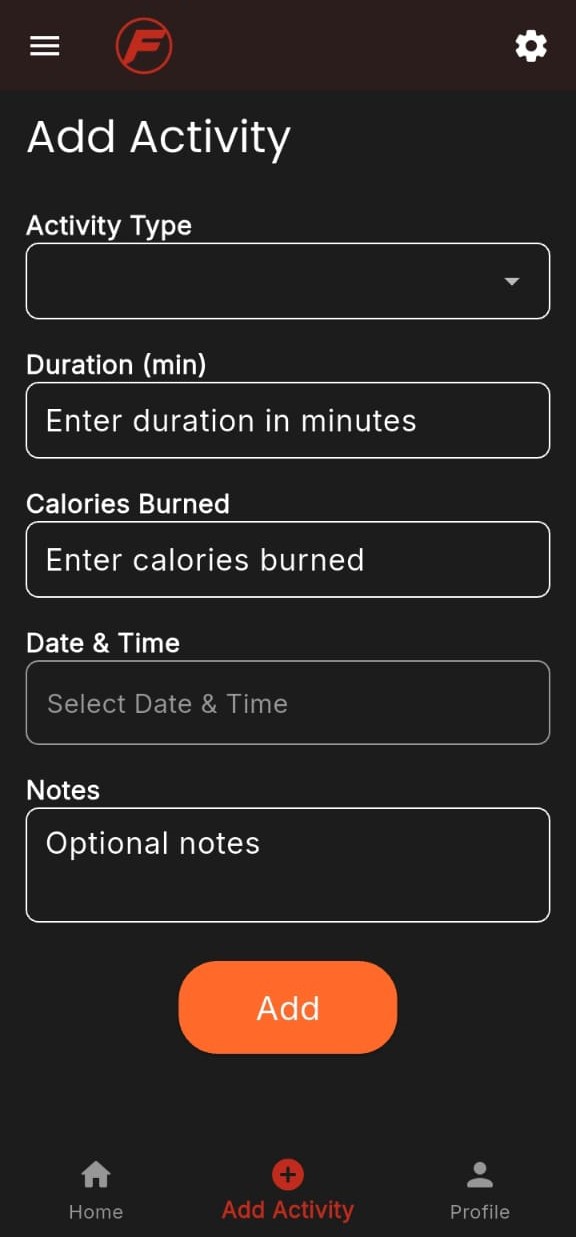 F
Add Activity
Activity Type
Duration (min)
Enter duration in minutes
Calories Burned
Enter calories burned
Date & Time
Select Date & Time
Notes
Optional notes
Add
Home
Add Activity
Profile